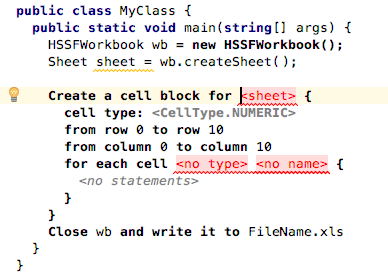 public class MyClass {
public static void main(string[] args) {
HSSFWorkbook wb = new HSSFWorkbook();
Sheet sheet = wb.createSheet();
Create a cell block for <sheet> {
cell type: <CellType.NUMERIC>
from row 0 to row 10
from column 0 to column 10
for each cell <no type> <no name> {
<no statements>
}
}
Close wb and write it to FileName.xls
}
}